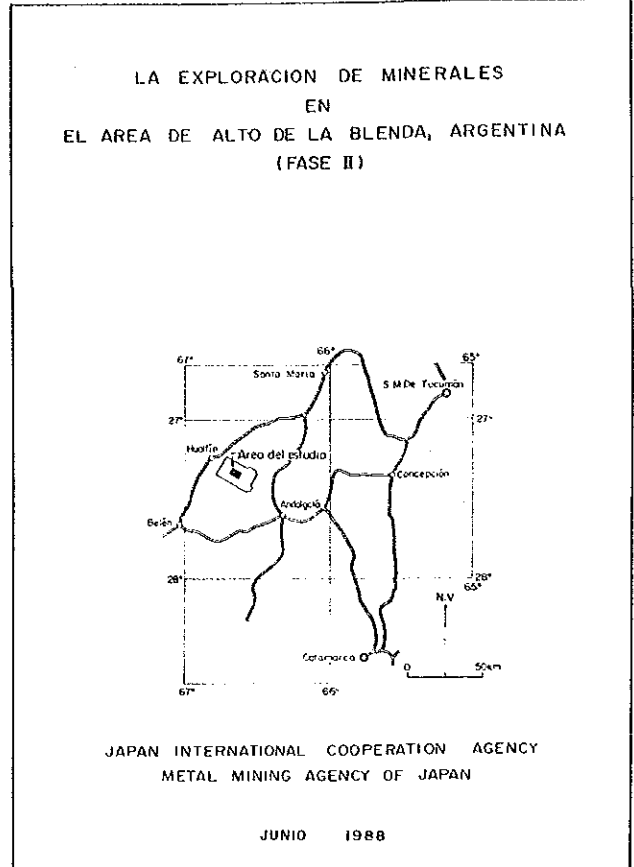 LA EXPLORACION DE MINERALES
EN
EL AREA DE ALTO DE LA BLENDA, ARGENTINA
(FASE II)
67° 66° 65°
Santa María
S.M.De Tucumán
27° 27°
Hualfín
Area del estudio
Concepción
Andalgalá
Belén
28° 28°
65°
N.V
Catamarca
0 50km
67° 66°
JAPAN INTERNATIONAL COOPERATION AGENCY
METAL MINING AGENCY OF JAPAN
JUNIO 1988